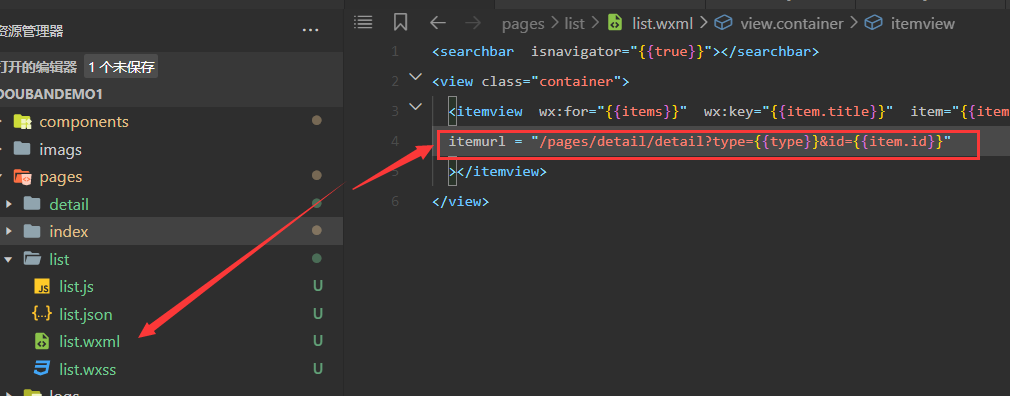 资源管理器
···
打开的编辑器 1 个未保存
DOUBANDEMO1
components
imags
pages
detail
index
list
JS list.js U
{..} list.json U
list.wxml U
list.wxss U
logs
pages > list > list.wxml > view.container > itemview
1 <searchbar  isnavigator="{{true}}"></searchbar>
2 <view class="container">
3 <itemview  wx:for="{{items}}"  wx:key="{{item.title}}"  item="{{item
4 itemurl = "/pages/detail/detail?type={{type}}&id={{item.id}}"
5 ></itemview>
6 </view>